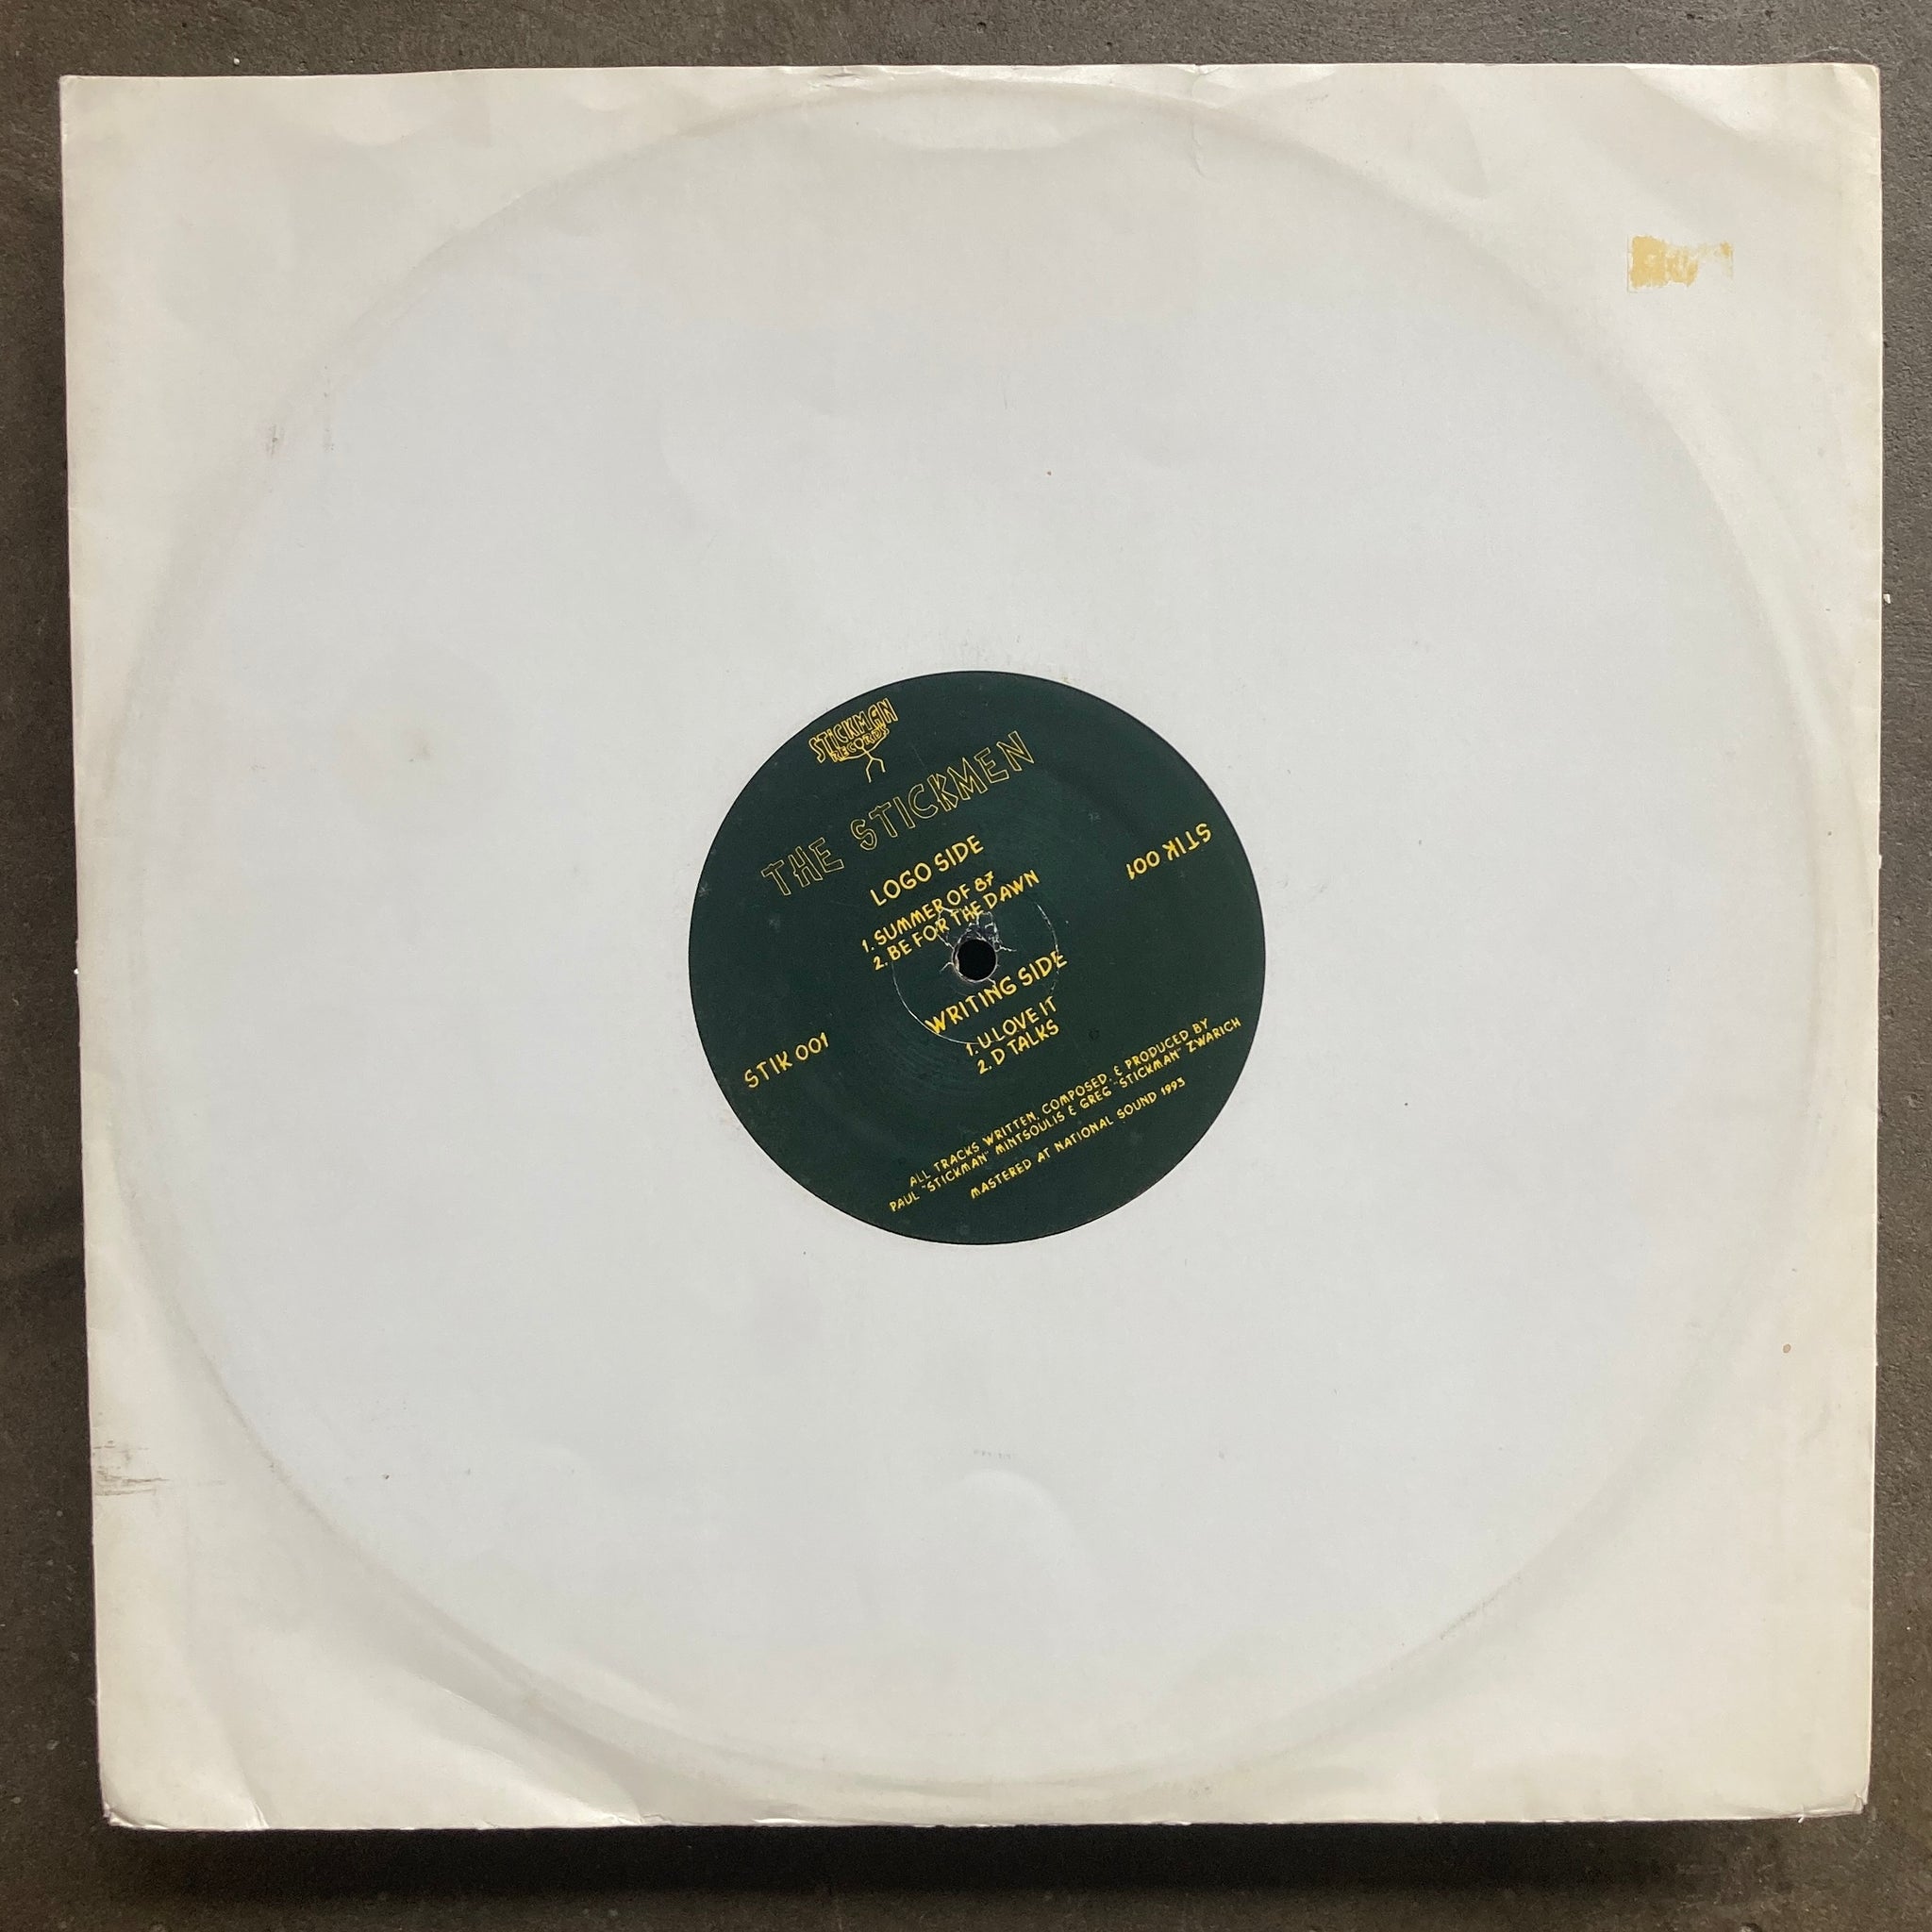 STICKMAN
RECORDS
THE STICKMEN
LOGO SIDE
1. SUMMER OF 87
2. BE FOR THE DAWN
STIK 001
WRITING SIDE
1. U LOVE IT
2. D TALKS
STIK 001
ALL TRACKS WRITTEN, COMPOSED, & PRODUCED BY
PAUL "STICKMAN" MINTSOULIS & GREG "STICKMAN" ZWARICH
MASTERED AT NATIONAL SOUND 1993